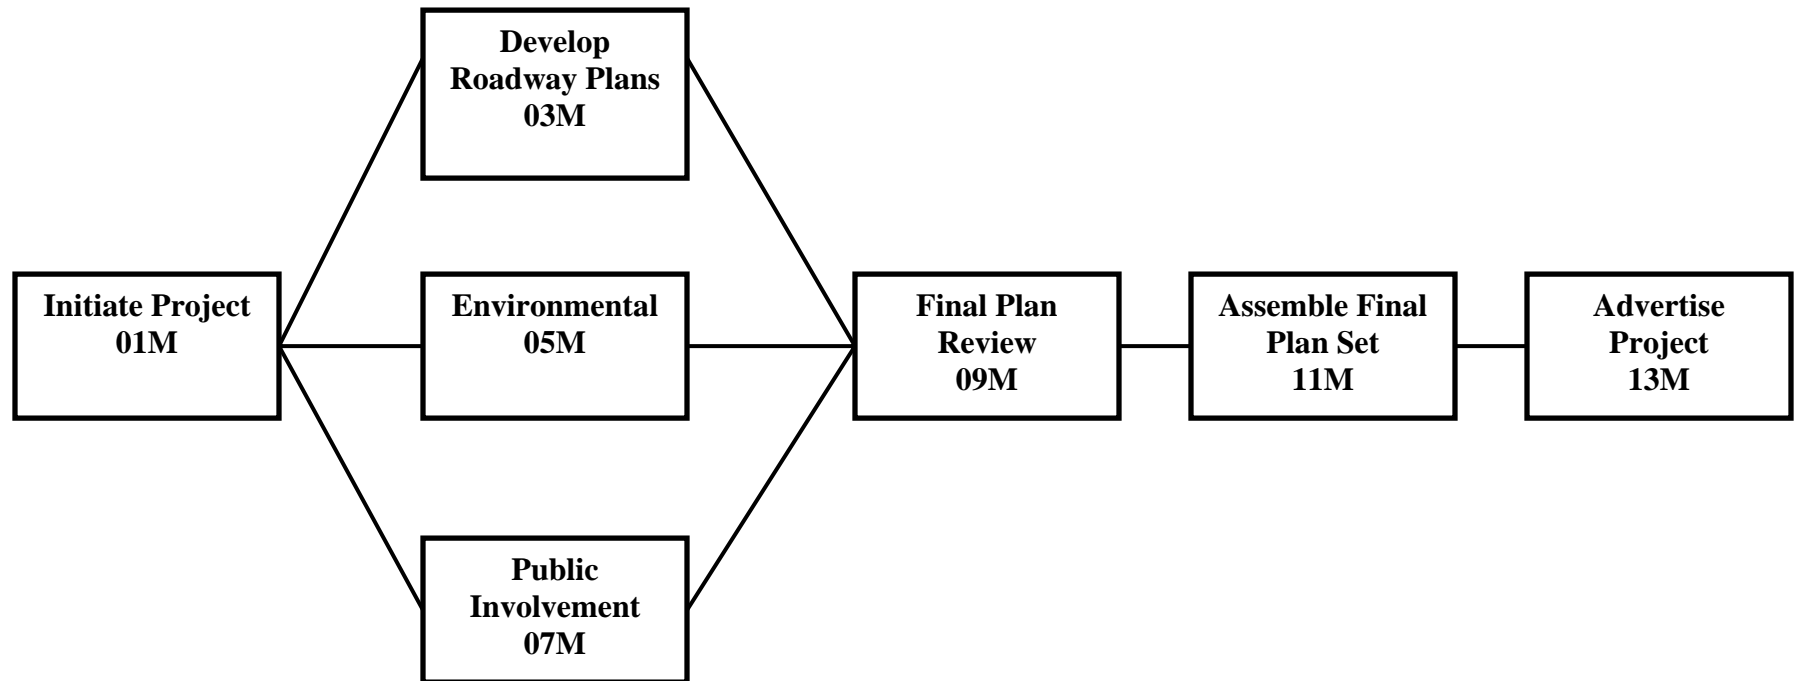 Develop
Roadway Plans
03M
Initiate Project
01M
Environmental
05M
Public
Involvement
07M
Final Plan
Review
09M
Assemble Final
Plan Set
11M
Advertise
Project
13M